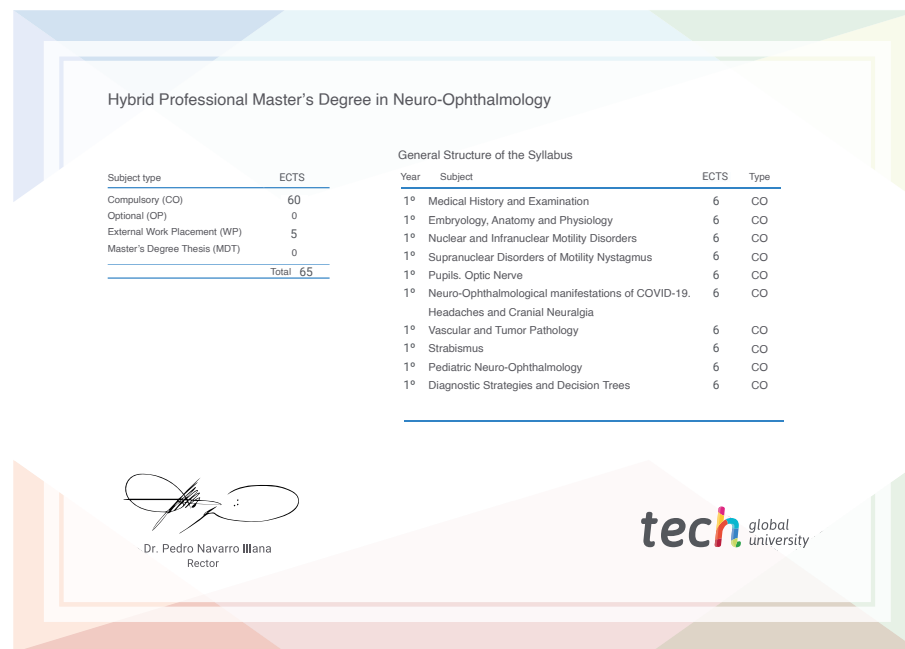 Hybrid Professional Master's Degree in Neuro-Ophthalmology
Subject type ECTS
Compulsory (CO) 60
Optional (OP) 0
External Work Placement (WP) 5
Master's Degree Thesis (MDT) 0
Total 65
General Structure of the Syllabus
Year Subject ECTS Type
1º Medical History and Examination 6 CO
1º Embryology, Anatomy and Physiology 6 CO
1º Nuclear and Infranuclear Motility Disorders 6 CO
1º Supranuclear Disorders of Motility Nystagmus 6 CO
1º Pupils. Optic Nerve 6 CO
1º Neuro-Ophthalmological manifestations of COVID-19. 6 CO
Headaches and Cranial Neuralgia
1º Vascular and Tumor Pathology 6 CO
1º Strabismus 6 CO
1º Pediatric Neuro-Ophthalmology 6 CO
1º Diagnostic Strategies and Decision Trees 6 CO
Dr. Pedro Navarro Illana
Rector
tech global
university